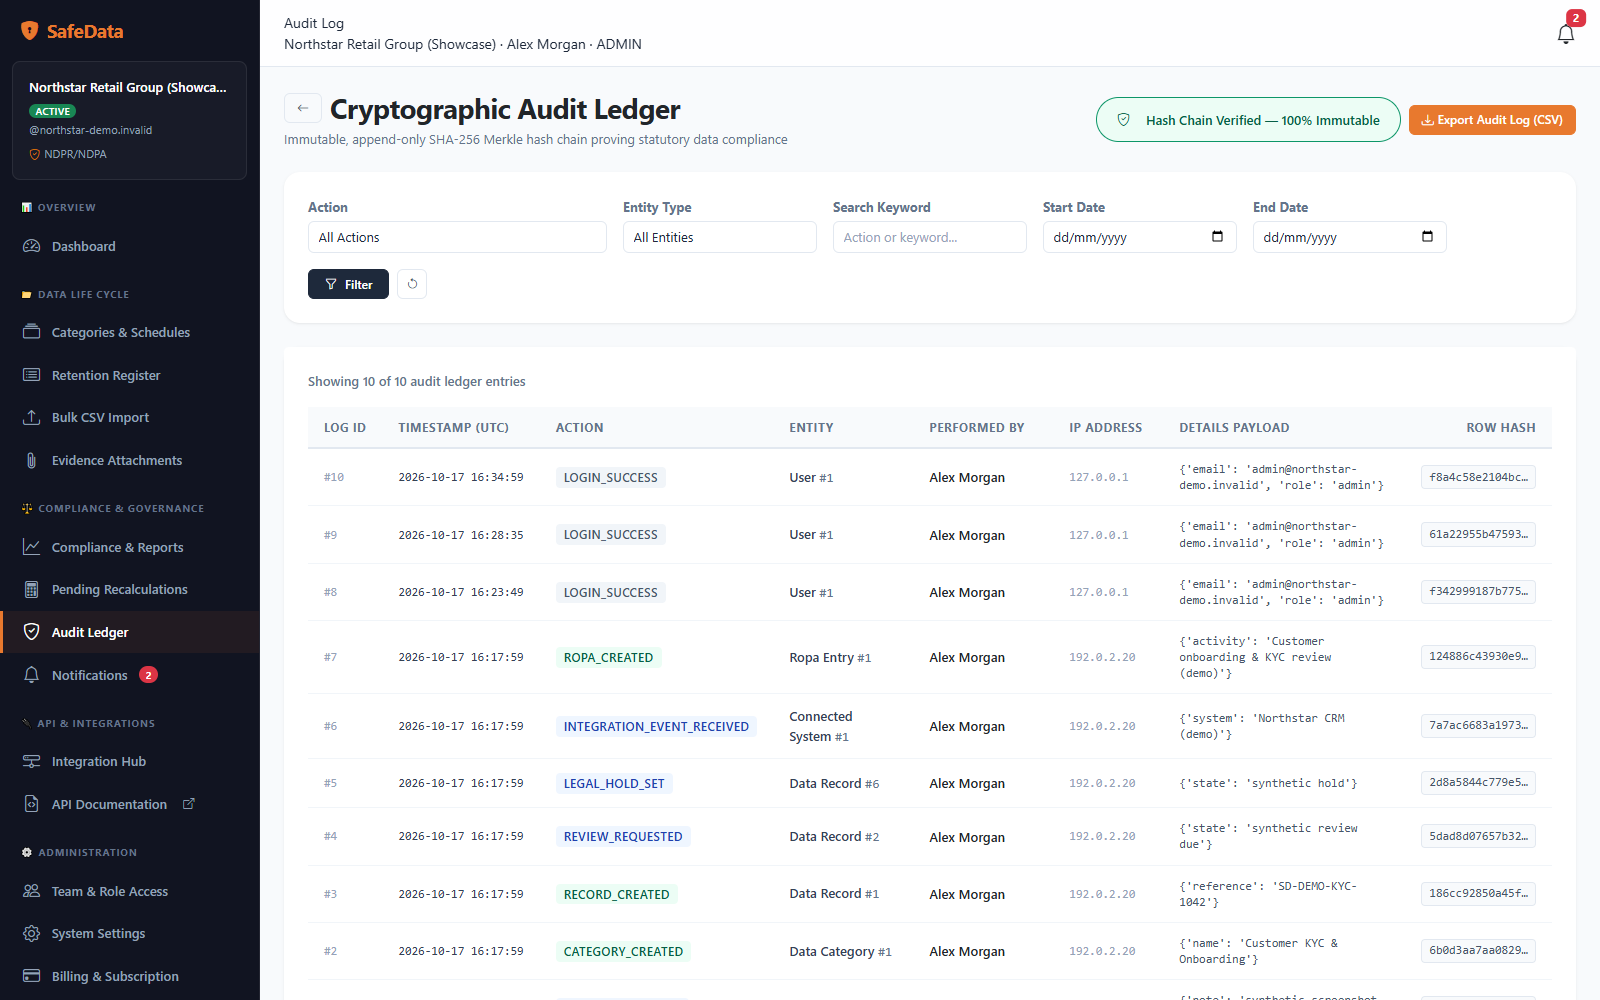 SafeData
Northstar Retail Group (Showca...
ACTIVE
@northstar-demo.invalid
NDPR/NDPA
OVERVIEW
Dashboard
DATA LIFE CYCLE
Categories & Schedules
Retention Register
Bulk CSV Import
Evidence Attachments
COMPLIANCE & GOVERNANCE
Compliance & Reports
Pending Recalculations
Audit Ledger
Notifications 2
API & INTEGRATIONS
Integration Hub
API Documentation
ADMINISTRATION
Team & Role Access
System Settings
Billing & Subscription
Audit Log
Northstar Retail Group (Showcase) · Alex Morgan · ADMIN
2
← Cryptographic Audit Ledger
Immutable, append-only SHA-256 Merkle hash chain proving statutory data compliance
Hash Chain Verified — 100% Immutable
Export Audit Log (CSV)
Action Entity Type Search Keyword Start Date End Date
All Actions All Entities Action or keyword... dd/mm/yyyy dd/mm/yyyy
Filter
Showing 10 of 10 audit ledger entries
LOG ID TIMESTAMP (UTC) ACTION ENTITY PERFORMED BY IP ADDRESS DETAILS PAYLOAD ROW HASH
#10 2026-10-17 16:34:59 LOGIN_SUCCESS User #1 Alex Morgan 127.0.0.1 {'email': 'admin@northstar-
demo.invalid', 'role': 'admin'} f8a4c58e2104bc…
#9 2026-10-17 16:28:35 LOGIN_SUCCESS User #1 Alex Morgan 127.0.0.1 {'email': 'admin@northstar-
demo.invalid', 'role': 'admin'} 61a22955b47593…
#8 2026-10-17 16:23:49 LOGIN_SUCCESS User #1 Alex Morgan 127.0.0.1 {'email': 'admin@northstar-
demo.invalid', 'role': 'admin'} f342999187b775…
#7 2026-10-17 16:17:59 ROPA_CREATED Ropa Entry #1 Alex Morgan 192.0.2.20 {'activity': 'Customer
onboarding & KYC review
(demo)'} 124886c43930e9…
#6 2026-10-17 16:17:59 INTEGRATION_EVENT_RECEIVED Connected
System #1 Alex Morgan 192.0.2.20 {'system': 'Northstar CRM
(demo)'} 7a7ac6683a1973…
#5 2026-10-17 16:17:59 LEGAL_HOLD_SET Data Record #6 Alex Morgan 192.0.2.20 {'state': 'synthetic hold'} 2d8a5844c779e5…
#4 2026-10-17 16:17:59 REVIEW_REQUESTED Data Record #2 Alex Morgan 192.0.2.20 {'state': 'synthetic review
due'} 5dad8d07657b32…
#3 2026-10-17 16:17:59 RECORD_CREATED Data Record #1 Alex Morgan 192.0.2.20 {'reference': 'SD-DEMO-KYC-
1042'} 186cc92850a45f…
#2 2026-10-17 16:17:59 CATEGORY_CREATED Data Category #1 Alex Morgan 192.0.2.20 {'name': 'Customer KYC &
Onboarding'} 6b0d3aa7aa0829…